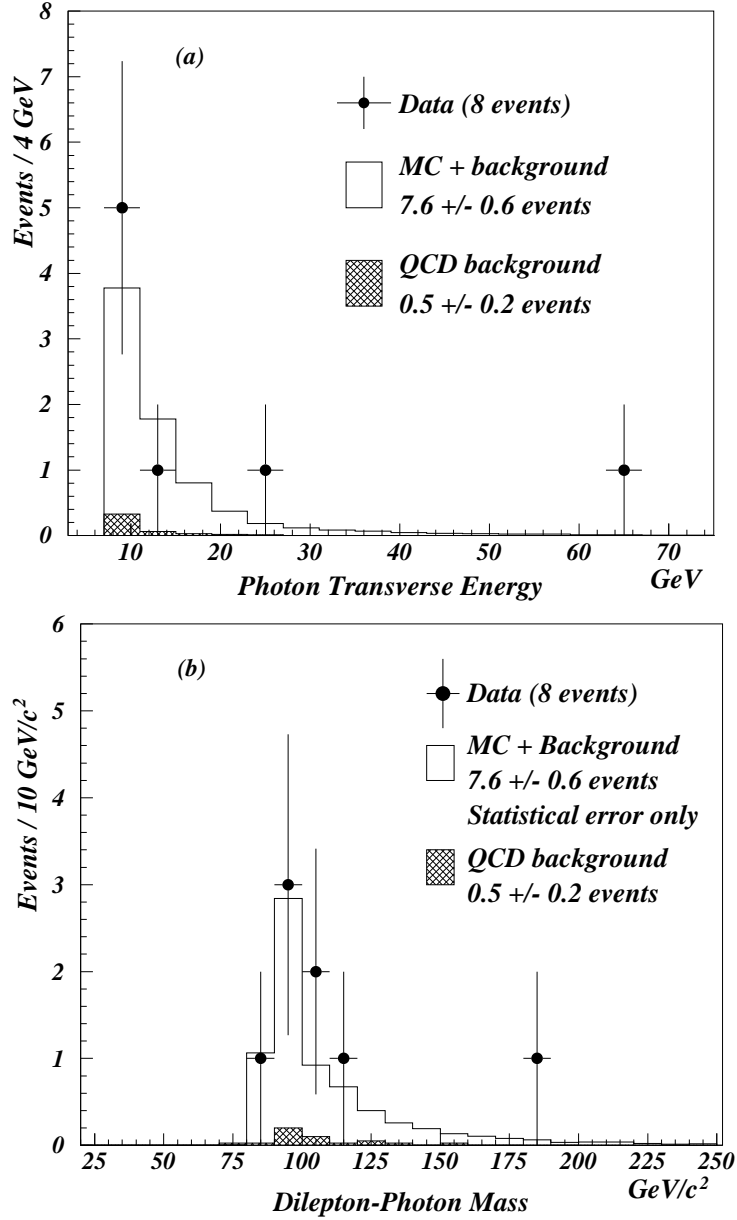 8
7
6
5
4
3
2
1
0
Events / 4 GeV
(a)
Data (8 events)
MC + background
7.6 +/- 0.6 events
QCD background
0.5 +/- 0.2 events
10 20 30 40 50 60 70
Photon Transverse Energy
GeV
6
5
4
3
2
1
0
Events / 10 GeV/c²
(b)
Data (8 events)
MC + Background
7.6 +/- 0.6 events
Statistical error only
QCD background
0.5 +/- 0.2 events
25 50 75 100 125 150 175 200 225 250
GeV/c²
Dilepton-Photon Mass